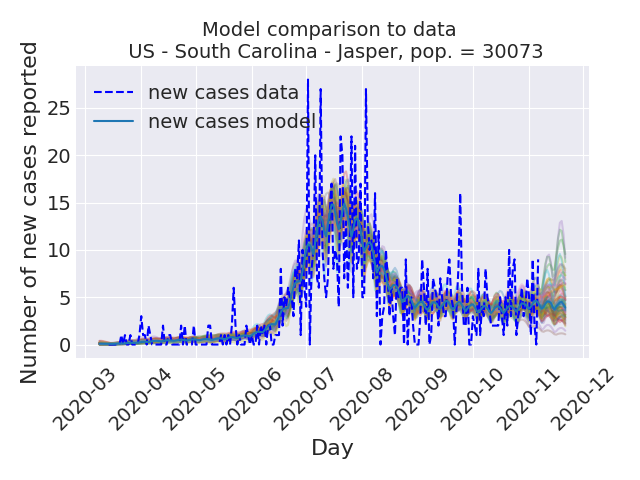 Model comparison to data
US - South Carolina - Jasper, pop. = 30073
Number of new cases reported
new cases data
new cases model
25
20
15
10
5
0
2020-03
2020-04
2020-05
2020-06
2020-07
2020-08
2020-09
2020-10
2020-11
2020-12
Day